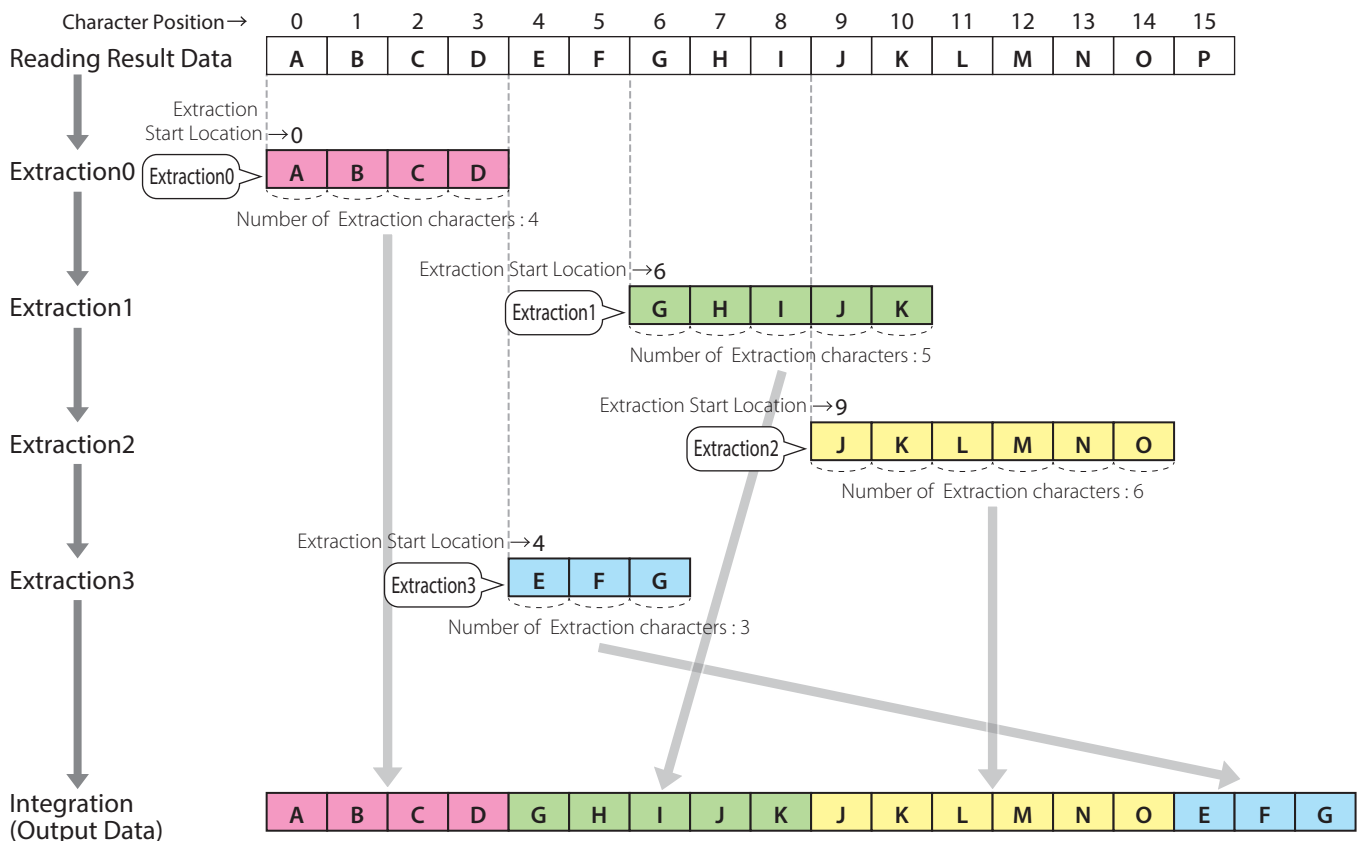 Character Position→ 0 1 2 3 4 5 6 7 8 9 10 11 12 13 14 15
Reading Result Data A B C D E F G H I J K L M N O P
Extraction
Start Location →0
Extraction0 Extraction0 A B C D
Number of Extraction characters : 4
Extraction Start Location →6
Extraction1 Extraction1 G H I J K
Number of Extraction characters : 5
Extraction Start Location →9
Extraction2 Extraction2 J K L M N O
Number of Extraction characters : 6
Extraction Start Location →4
Extraction3 Extraction3 E F G
Number of Extraction characters : 3
Integration
(Output Data) A B C D G H I J K J K L M N O E F G